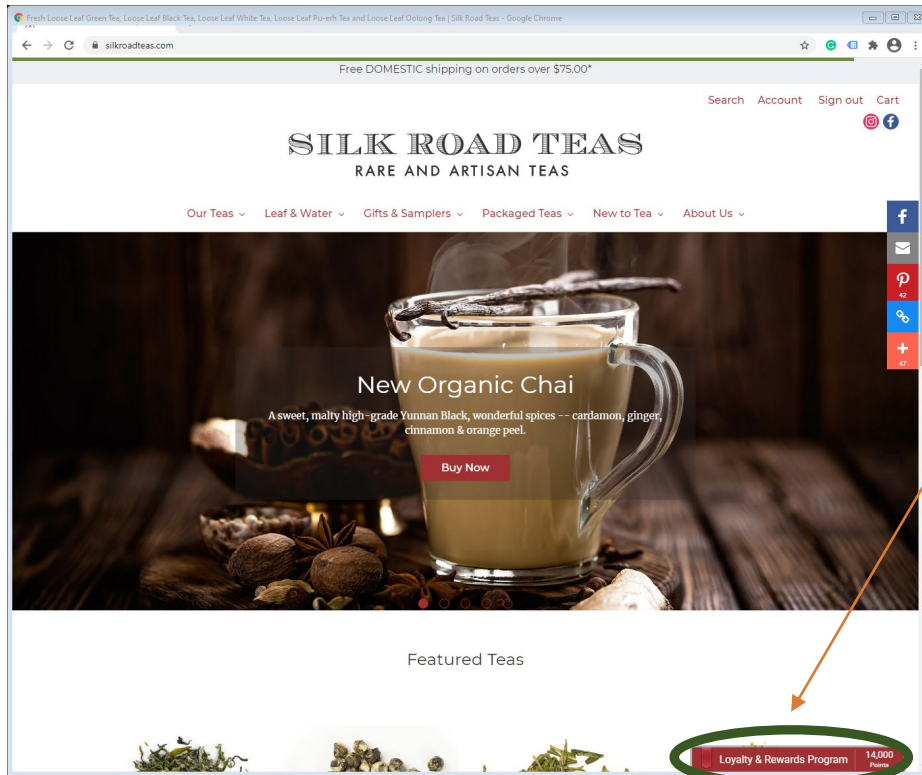 Fresh Loose Leaf Green Tea, Loose Leaf Black Tea, Loose Leaf White Tea, Loose Leaf Pu-erh Tea and Loose Leaf Oolong Tea | Silk Road Teas - Google Chrome
silkroadteas.com
Free DOMESTIC shipping on orders over $75.00*
Search Account Sign out Cart
SILK ROAD TEAS
RARE AND ARTISAN TEAS
Our Teas Leaf & Water Gifts & Samplers Packaged Teas New to Tea About Us
42
47
New Organic Chai
A sweet, malty high-grade Yunnan Black, wonderful spices -- cardamon, ginger,
cinnamon & orange peel.
Buy Now
Featured Teas
Loyalty & Rewards Program 14,000
Points